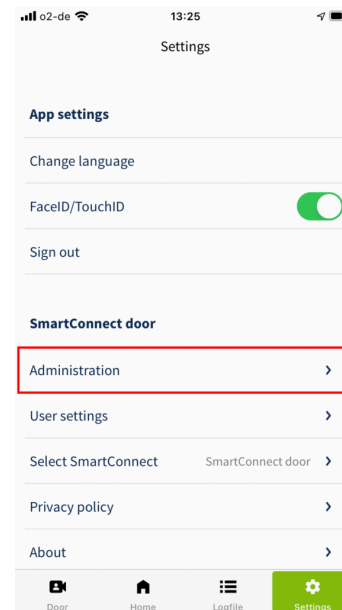 o2-de 13:25
Settings
App settings
Change language
FaceID/TouchID
Sign out
SmartConnect door
Administration
User settings
Select SmartConnect SmartConnect door
Privacy policy
About
Door Home Logfile Settings